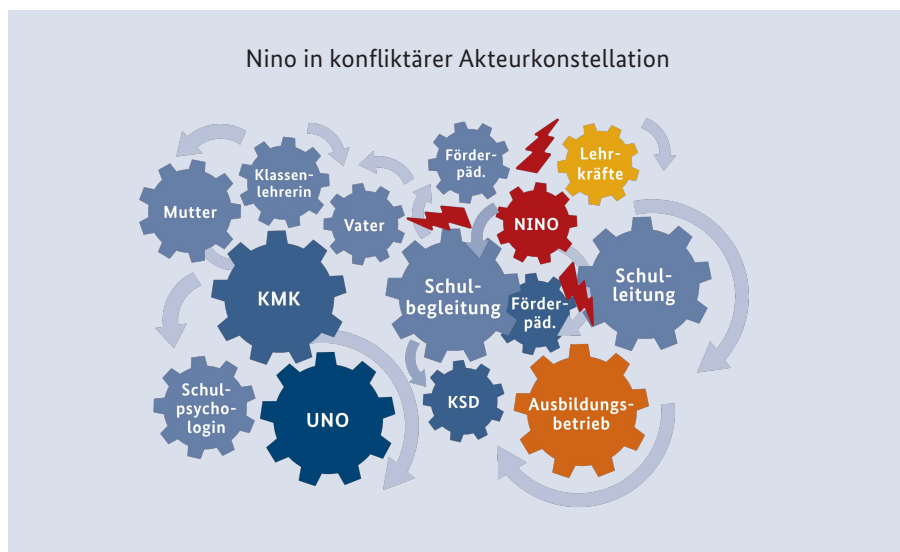 Nino in konfliktärer Akteurkonstellation
Mutter
Klassen-
lehrerin
Vater
Förder-
päd.
Lehr-
kräfte
NINO
KMK
Schul-
begleitung
Förder-
päd.
Schul-
leitung
Schul-
psycho-
login
UNO
KSD
Ausbildungs-
betrieb